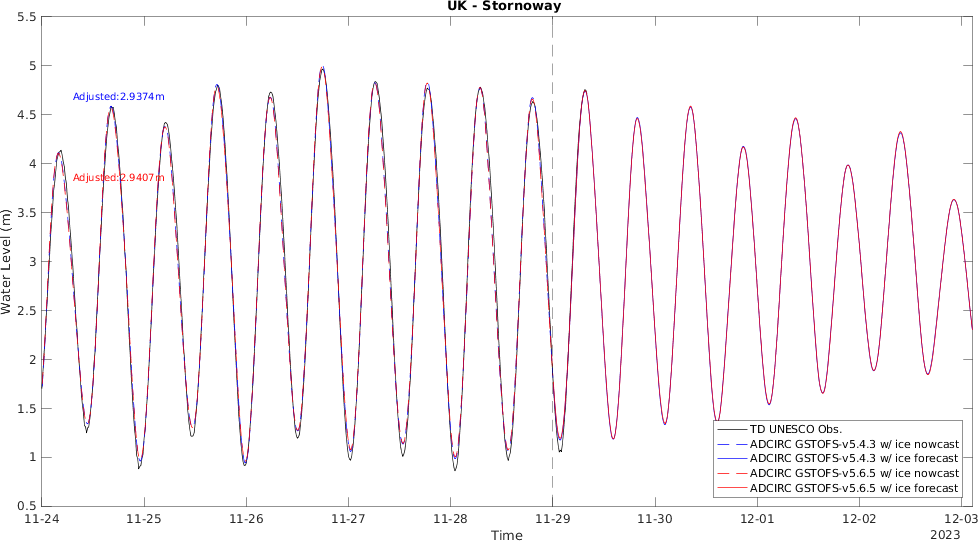 UK - Stornoway
5.5
5
4.5
4
3.5
3
2.5
2
1.5
1
0.5
Water Level (m)
Adjusted:2.9374m
Adjusted:2.9407m
TD UNESCO Obs.
ADCIRC GSTOFS-v5.4.3 w/ ice nowcast
ADCIRC GSTOFS-v5.4.3 w/ ice forecast
ADCIRC GSTOFS-v5.6.5 w/ ice nowcast
ADCIRC GSTOFS-v5.6.5 w/ ice forecast
11-24 11-25 11-26 11-27 11-28 11-29 11-30 12-01 12-02 12-03
Time
2023